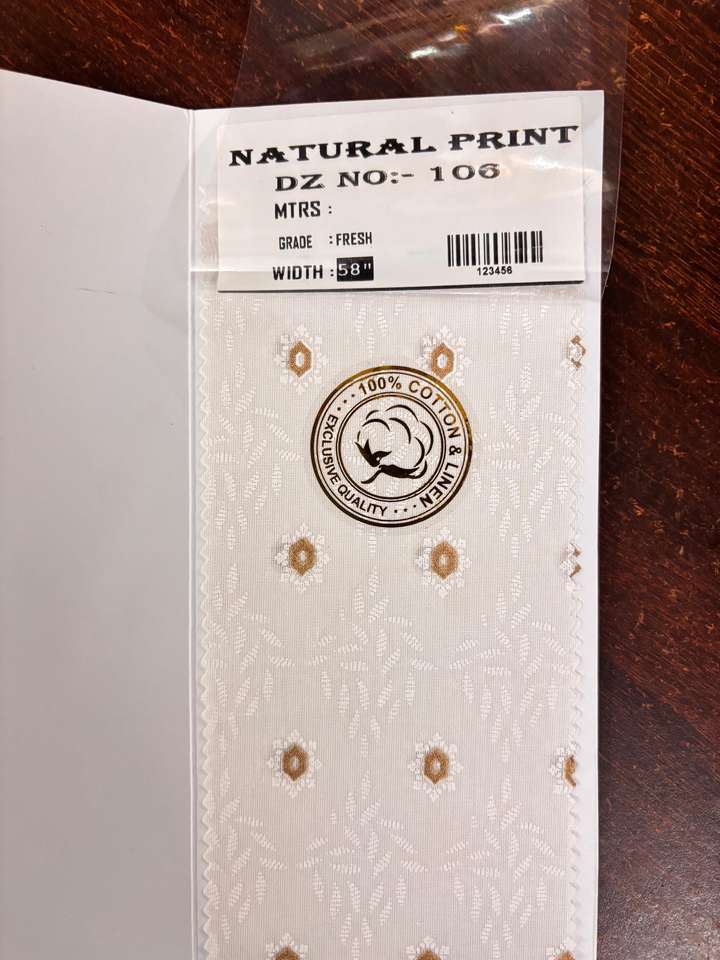 NATURAL PRINT
DZ NO:- 106
MTRS :
GRADE : FRESH
WIDTH : 58"
123456
100% COTTON & LINEN
EXCLUSIVE QUALITY